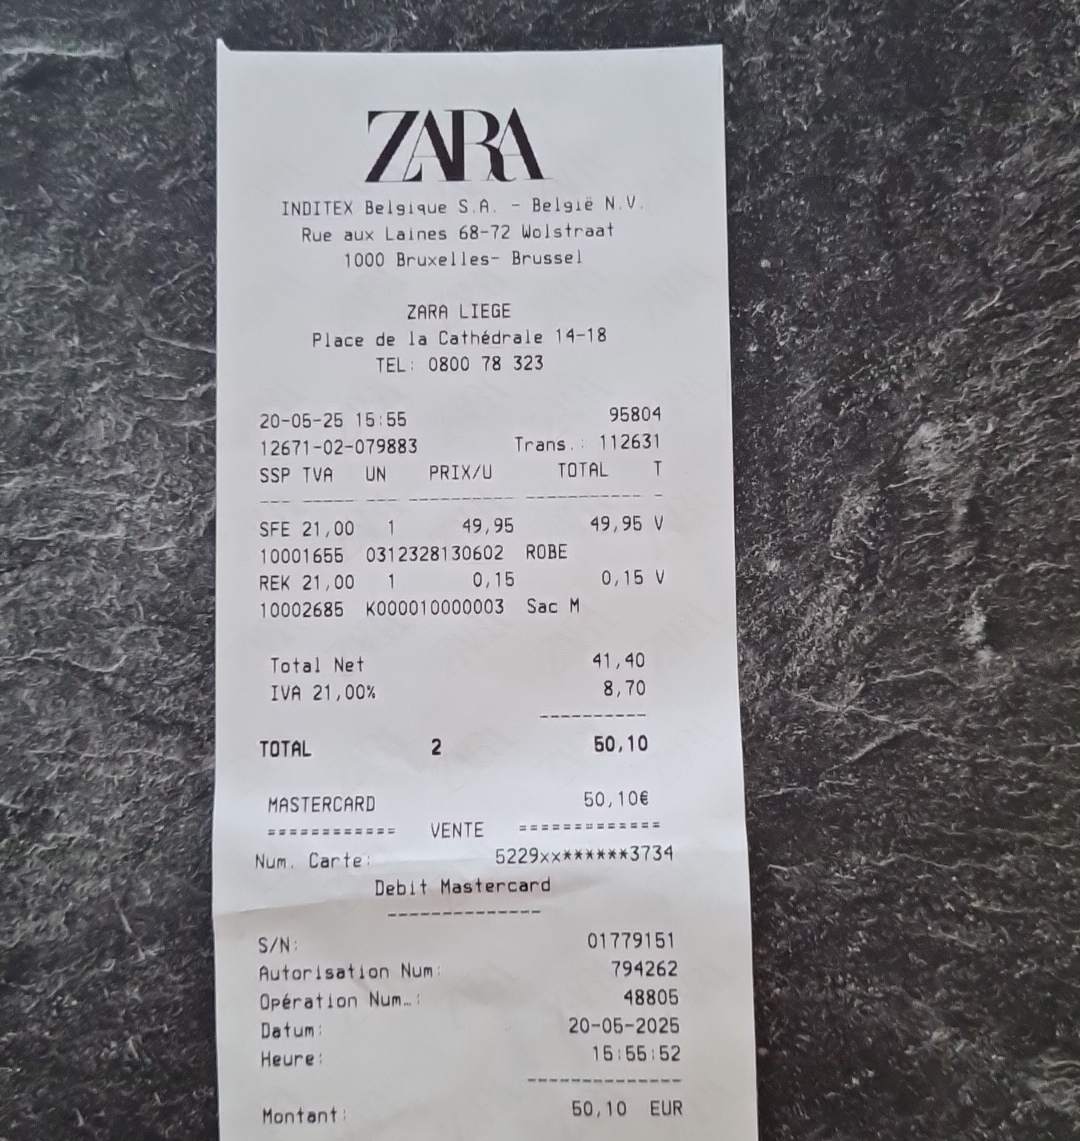 ZARA
INDITEX Belgique S.A. - België N.V.
Rue aux Laines 68-72 Wolstraat
1000 Bruxelles- Brussel
ZARA LIEGE
Place de la Cathédrale 14-18
TEL: 0800 78 323
20-05-25 15:55 95804
12671-02-079883 Trans.: 112631
SSP TVA UN PRIX/U TOTAL T
--- ----- --- ---------- ----------- -
SFE 21,00 1 49,95 49,95 V
10001655 0312328130602 ROBE
REK 21,00 1 0,15 0,15 V
10002685 K000010000003 Sac M
Total Net 41,40
IVA 21,00% 8,70
----------
TOTAL 2 50,10
MASTERCARD 50,10€
============ VENTE =============
Num. Carte: 5229xx******3734
Debit Mastercard
--------------
S/N: 01779151
Autorisation Num: 794262
Opération Num…: 48805
Datum: 20-05-2025
Heure: 15:55:52
--------------
Montant: 50,10 EUR